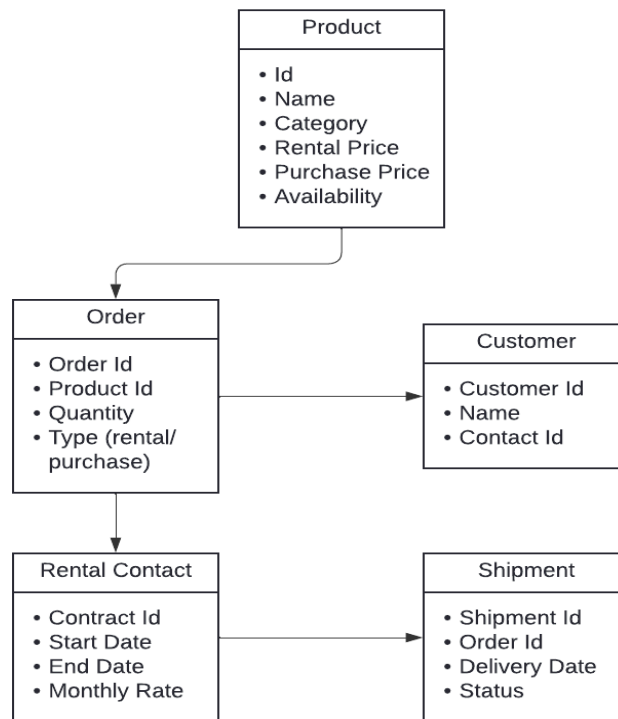 Product
• Id
• Name
• Category
• Rental Price
• Purchase Price
• Availability
Order
• Order Id
• Product Id
• Quantity
• Type (rental/
purchase)
Customer
• Customer Id
• Name
• Contact Id
Rental Contact
• Contract Id
• Start Date
• End Date
• Monthly Rate
Shipment
• Shipment Id
• Order Id
• Delivery Date
• Status